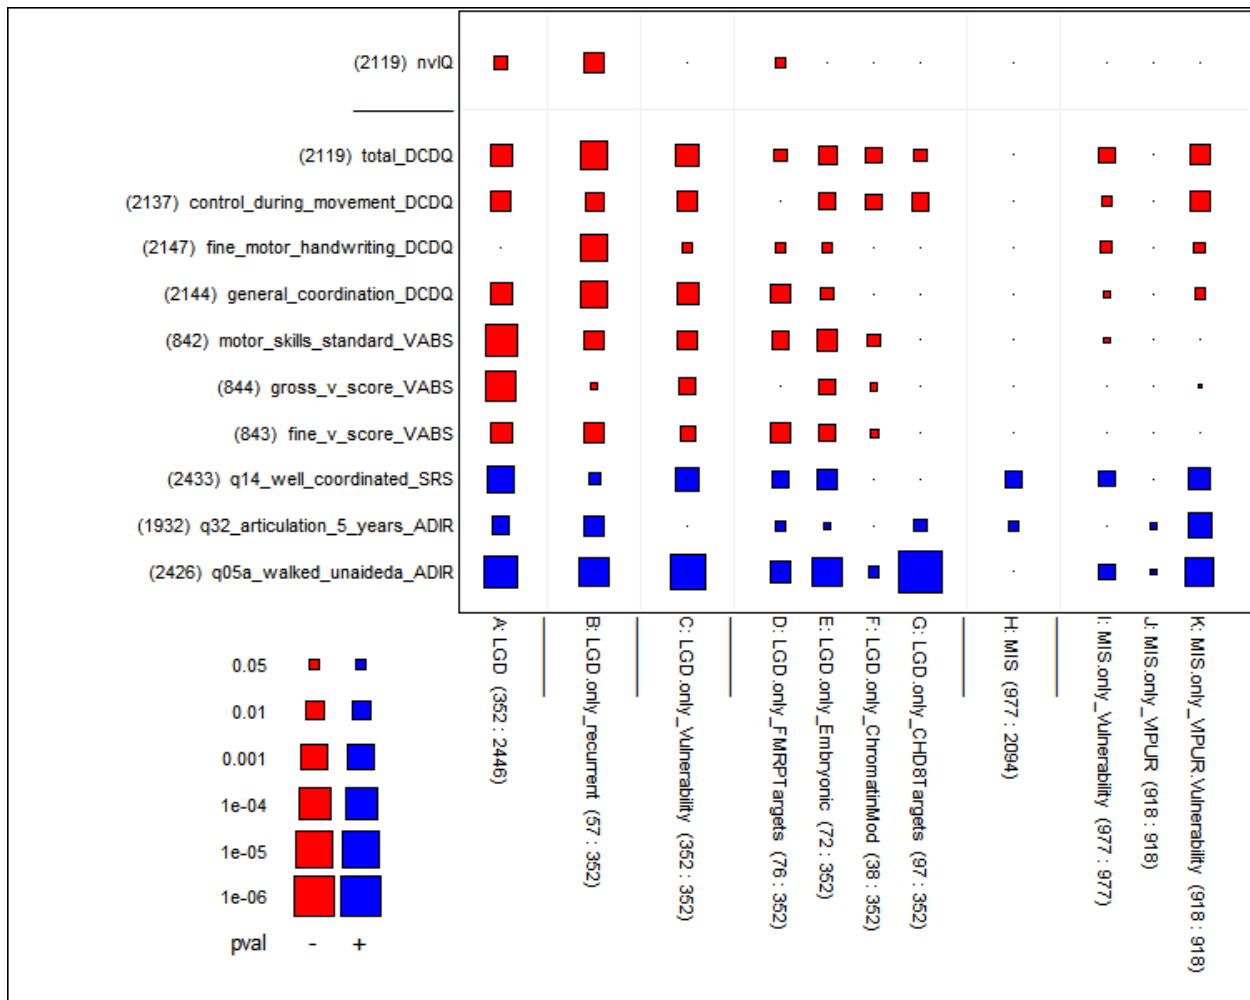 (2119) nvIQ
(2119) total_DCDQ
(2137) control_during_movement_DCDQ
(2147) fine_motor_handwriting_DCDQ
(2144) general_coordination_DCDQ
(842) motor_skills_standard_VABS
(844) gross_v_score_VABS
(843) fine_v_score_VABS
(2433) q14_well_coordinated_SRS
(1932) q32_articulation_5_years_ADIR
(2426) q05a_walked_unaideda_ADIR
A: LGD (352 : 2446)
B: LGD.only_recurrent (57 : 352)
C: LGD.only_Vulnerability (352 : 352)
D: LGD.only_FMRPTargets (76 : 352)
E: LGD.only_Embryonic (72 : 352)
F: LGD.only_ChromatinMod (38 : 352)
G: LGD.only_CHD8Targets (97 : 352)
H: MIS (977 : 2094)
I: MIS.only_Vulnerability (977 : 977)
J: MIS.only_VIPUR (918 : 918)
K: MIS.only_VIPUR.Vulnerability (918 : 918)
0.05
0.01
0.001
1e-04
1e-05
1e-06
pval - +